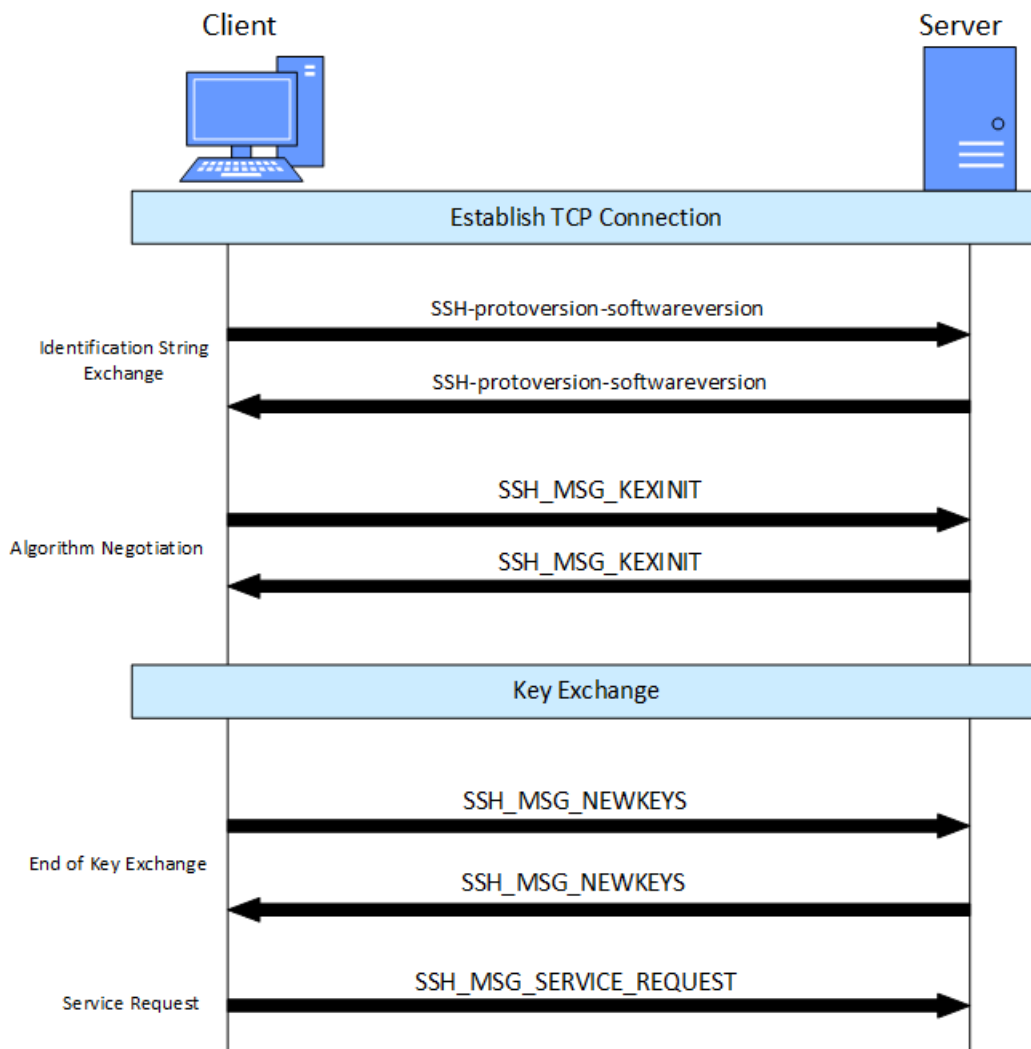 Client
Server
Establish TCP Connection
SSH-protoversion-softwareversion
Identification String
Exchange
SSH-protoversion-softwareversion
SSH_MSG_KEXINIT
Algorithm Negotiation
SSH_MSG_KEXINIT
Key Exchange
SSH_MSG_NEWKEYS
End of Key Exchange
SSH_MSG_NEWKEYS
SSH_MSG_SERVICE_REQUEST
Service Request